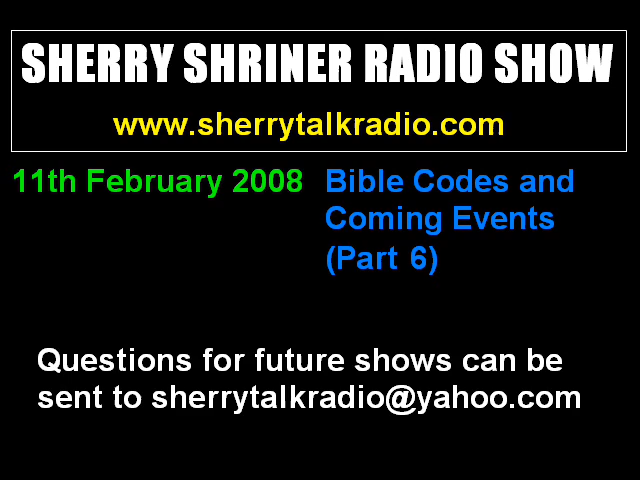 SHERRY SHRINER RADIO SHOW
www.sherrytalkradio.com
11th February 2008 Bible Codes and
Coming Events
(Part 6)
Questions for future shows can be
sent to sherrytalkradio@yahoo.com